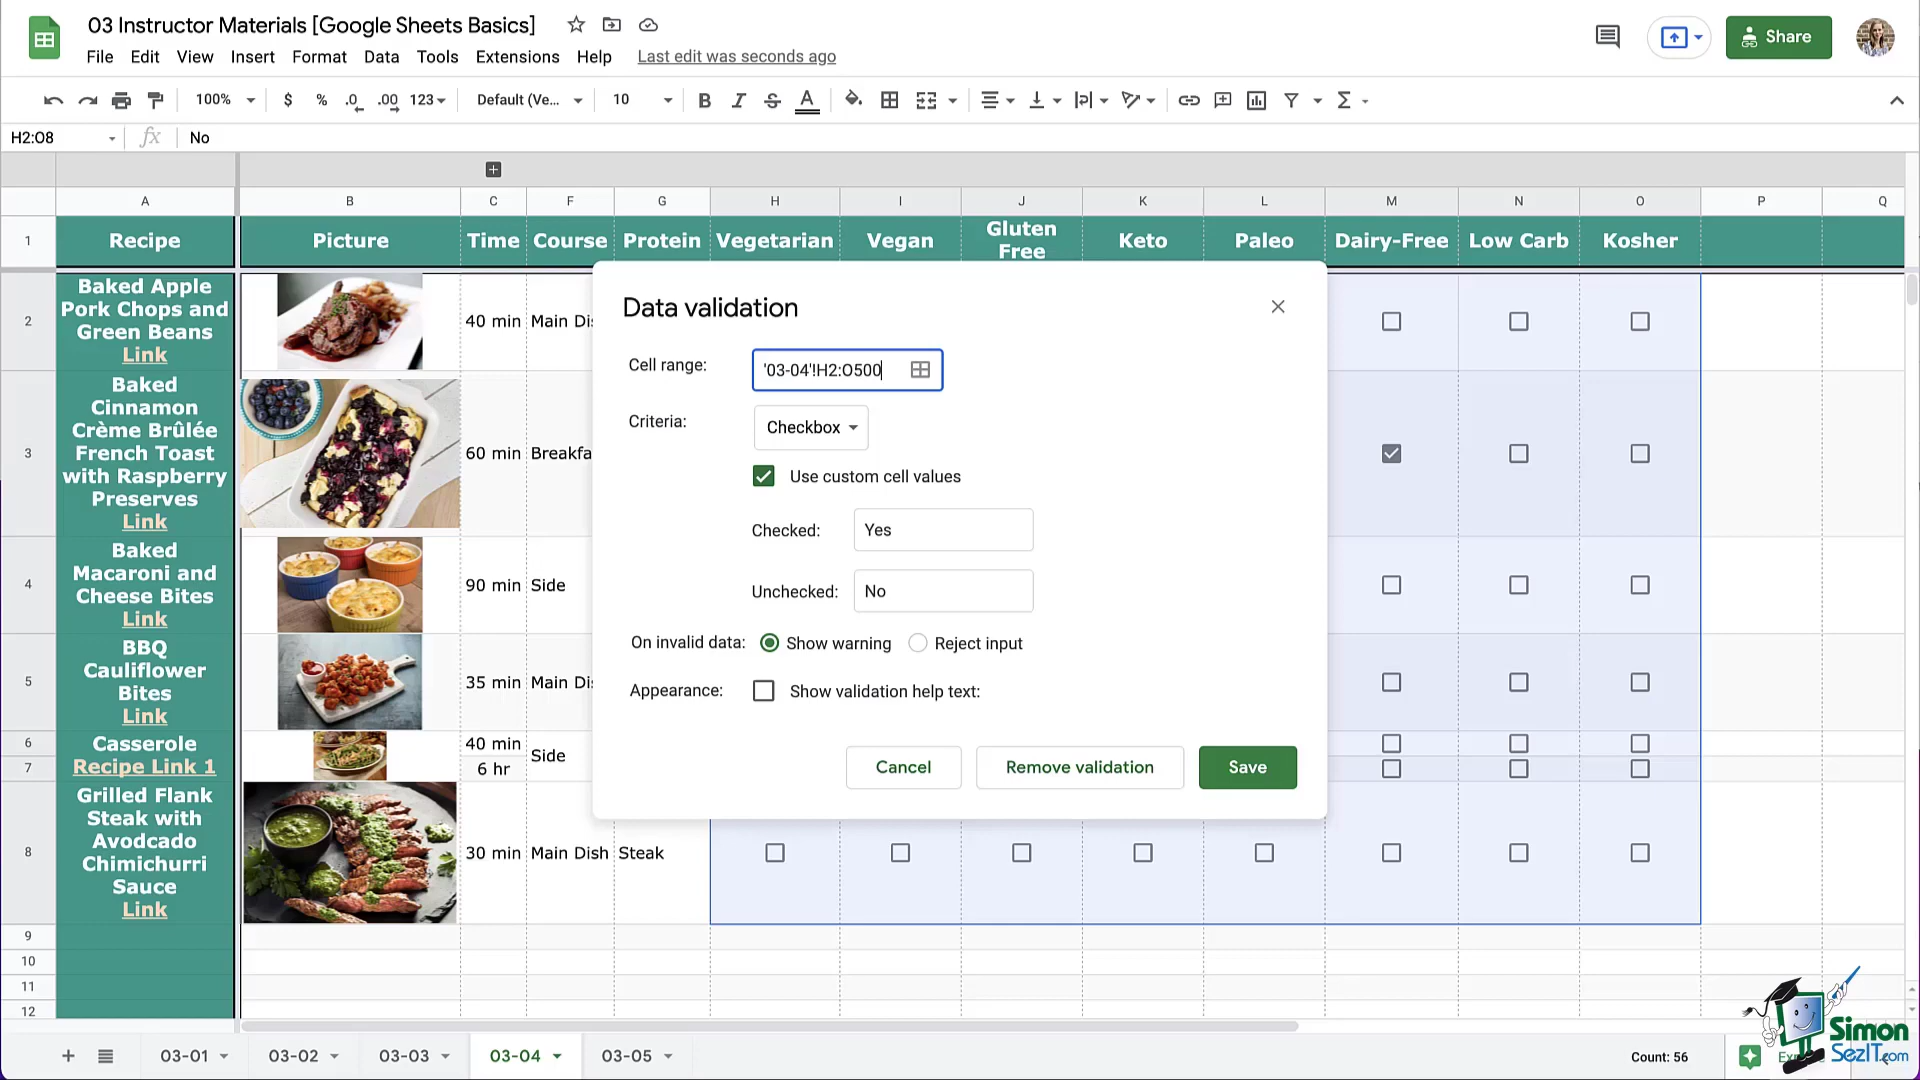 03 Instructor Materials [Google Sheets Basics]
File Edit View Insert Format Data Tools Extensions Help Last edit was seconds ago
Share
100% $ % .0 .00 123 Default (Ve... 10 B I S A
H2:O8 fx No
A B C F G H I J K L M N O P Q
1 Recipe Picture Time Course Protein Vegetarian Vegan Gluten Free Keto Paleo Dairy-Free Low Carb Kosher
2 Baked Apple Pork Chops and Green Beans Link 40 min Main Di
3 Baked Cinnamon Crème Brûlée French Toast with Raspberry Preserves Link 60 min Breakfa
4 Baked Macaroni and Cheese Bites Link 90 min Side
5 BBQ Cauliflower Bites Link 35 min Main Di
6 Casserole 40 min Side
7 Recipe Link 1 6 hr
8 Grilled Flank Steak with Avodcado Chimichurri Sauce Link 30 min Main Dish Steak
9
10
11
12
Data validation
Cell range: '03-04'!H2:O500
Criteria: Checkbox
Use custom cell values
Checked: Yes
Unchecked: No
On invalid data: Show warning Reject input
Appearance: Show validation help text:
Cancel Remove validation Save
03-01 03-02 03-03 03-04 03-05 Count: 56
Simon
SezIT.com